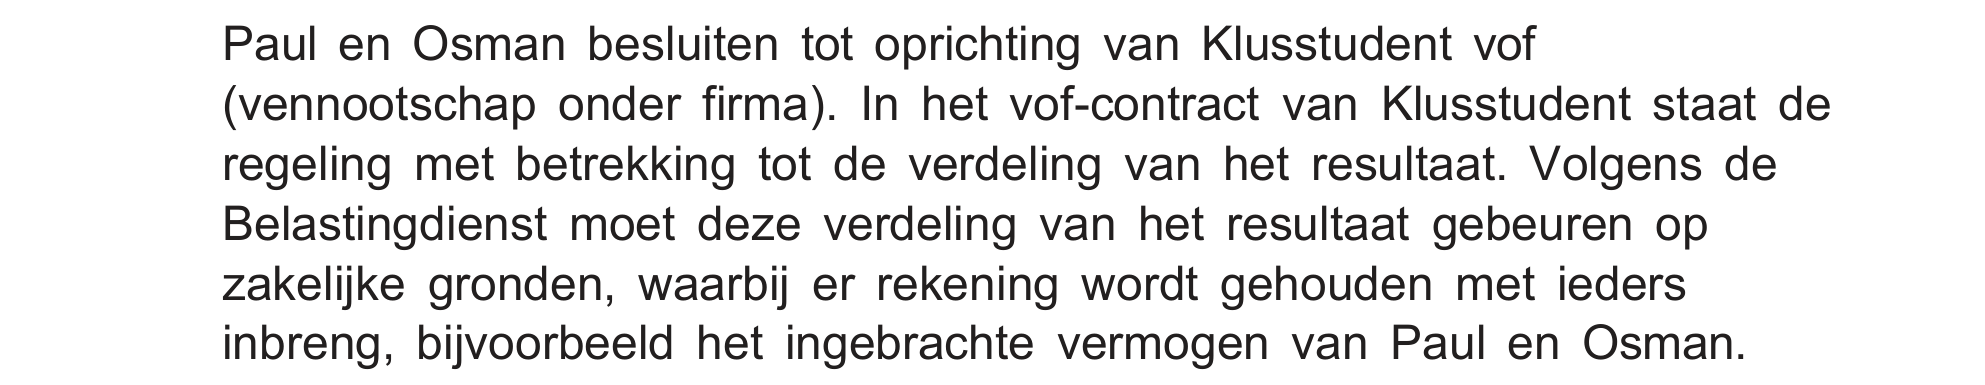 Paul en Osman besluiten tot oprichting van Klusstudent vof
(vennootschap onder firma). In het vof-contract van Klusstudent staat de
regeling met betrekking tot de verdeling van het resultaat. Volgens de
Belastingdienst moet deze verdeling van het resultaat gebeuren op
zakelijke gronden, waarbij er rekening wordt gehouden met ieders
inbreng, bijvoorbeeld het ingebrachte vermogen van Paul en Osman.